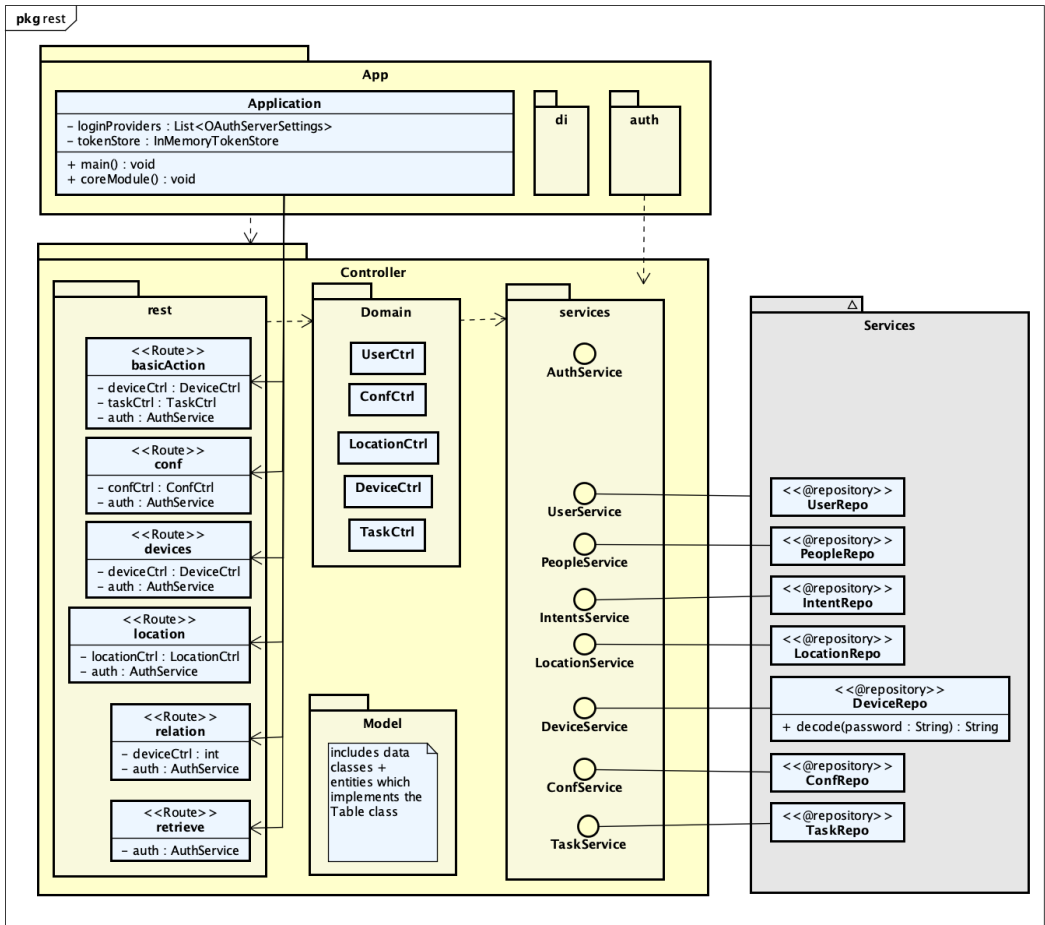 pkg rest
App
Application
– loginProviders : List<OAuthServerSettings>
– tokenStore : InMemoryTokenStore
+ main() : void
+ coreModule() : void
di
auth
Controller
rest
<<Route>>
basicAction
– deviceCtrl : DeviceCtrl
– taskCtrl : TaskCtrl
– auth : AuthService
<<Route>>
conf
– confCtrl : ConfCtrl
– auth : AuthService
<<Route>>
devices
– deviceCtrl : DeviceCtrl
– auth : AuthService
<<Route>>
location
– locationCtrl : LocationCtrl
– auth : AuthService
<<Route>>
relation
– deviceCtrl : int
– auth : AuthService
<<Route>>
retrieve
– auth : AuthService
Domain
UserCtrl
ConfCtrl
LocationCtrl
DeviceCtrl
TaskCtrl
Model
includes data
classes +
entities which
implements the
Table class
services
AuthService
UserService
PeopleService
IntentsService
LocationService
DeviceService
ConfService
TaskService
Services
<<@repository>>
UserRepo
<<@repository>>
PeopleRepo
<<@repository>>
IntentRepo
<<@repository>>
LocationRepo
<<@repository>>
DeviceRepo
+ decode(password : String) : String
<<@repository>>
ConfRepo
<<@repository>>
TaskRepo